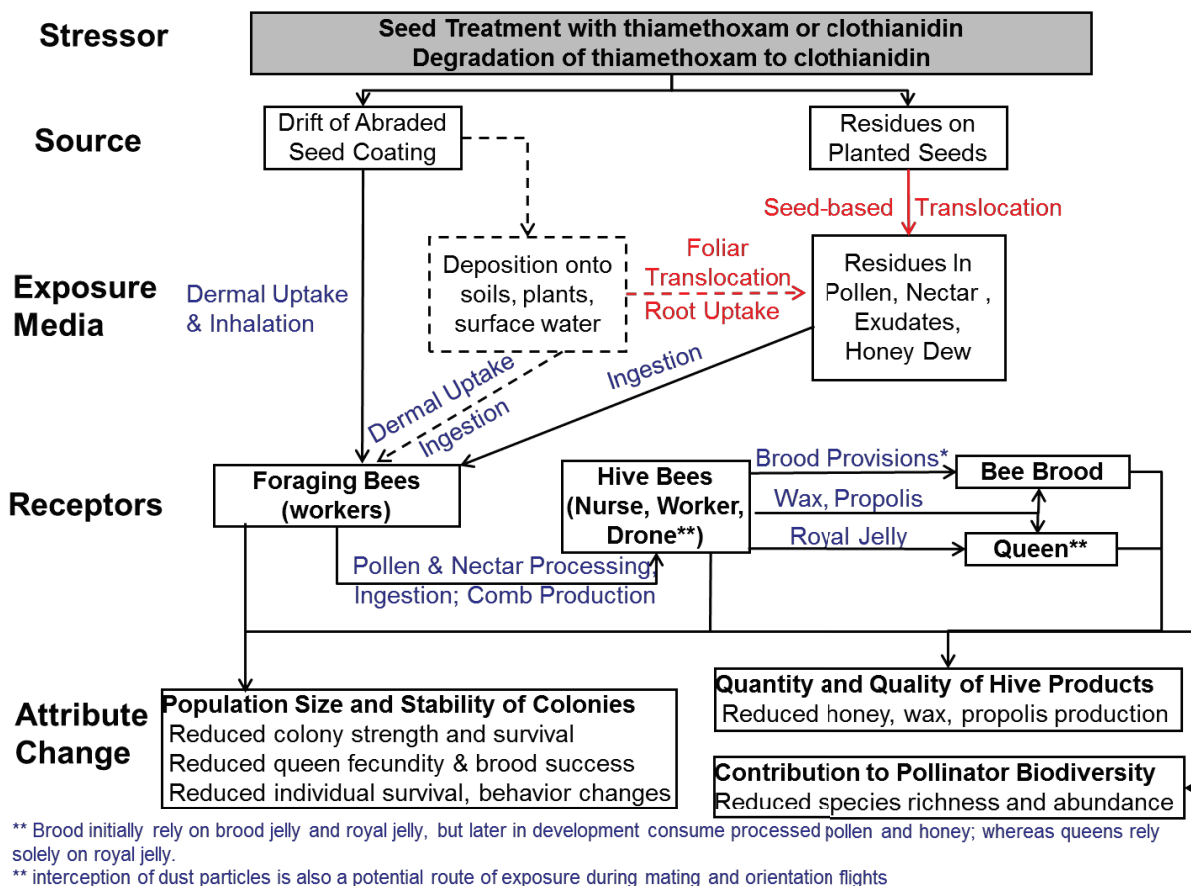 Stressor
Seed Treatment with thiamethoxam or clothianidin
Degradation of thiamethoxam to clothianidin
Source
Drift of Abraded
Seed Coating
Residues on
Planted Seeds
Seed-based Translocation
Exposure
Media
Dermal Uptake
& Inhalation
Deposition onto
soils, plants,
surface water
Foliar
Translocation
Root Uptake
Residues In
Pollen, Nectar ,
Exudates,
Honey Dew
Dermal Uptake
Ingestion
Ingestion
Receptors
Foraging Bees
(workers)
Hive Bees
(Nurse, Worker,
Drone**)
Brood Provisions*
Wax, Propolis
Royal Jelly
Bee Brood
Queen**
Pollen & Nectar Processing,
Ingestion; Comb Production
Attribute
Change
Population Size and Stability of Colonies
Reduced colony strength and survival
Reduced queen fecundity & brood success
Reduced individual survival, behavior changes
Quantity and Quality of Hive Products
Reduced honey, wax, propolis production
Contribution to Pollinator Biodiversity
Reduced species richness and abundance
** Brood initially rely on brood jelly and royal jelly, but later in development consume processed pollen and honey; whereas queens rely
solely on royal jelly.
** interception of dust particles is also a potential route of exposure during mating and orientation flights